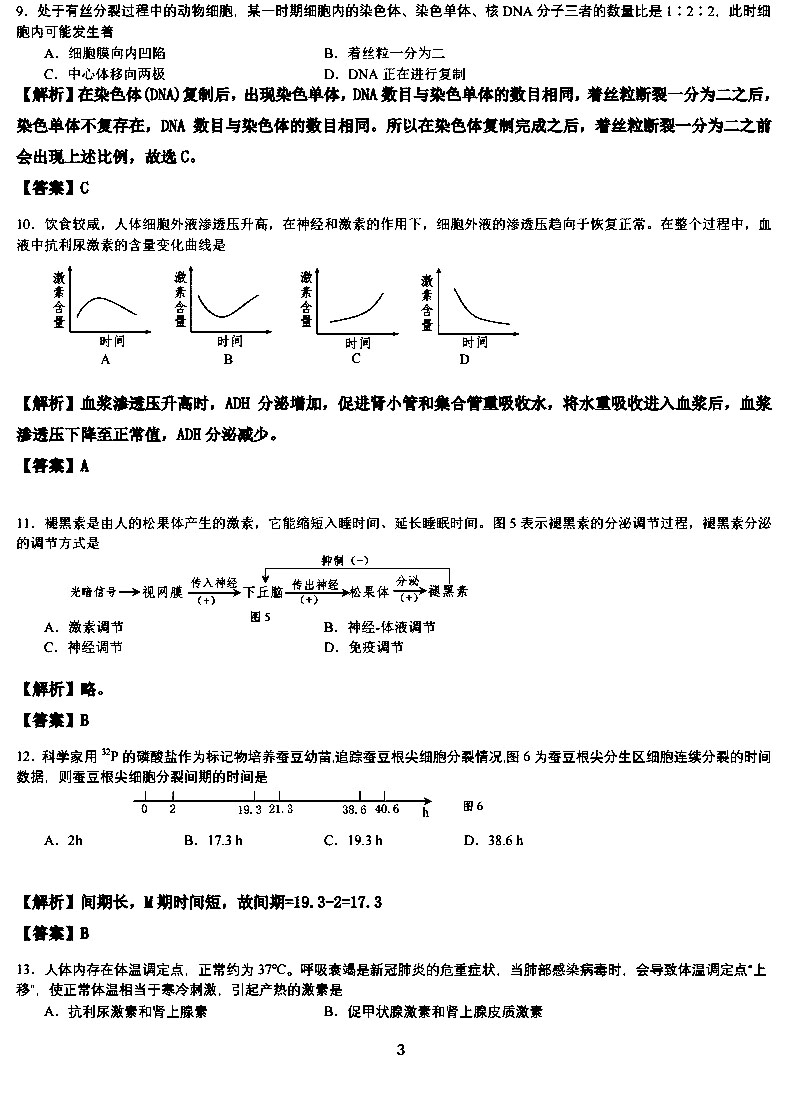 9．处于有丝分裂过程中的动物细胞，某一时期细胞内的染色体、染色单体、核 DNA 分子三者的数量比是 1∶2∶2，此时细
胞内可能发生着
A．细胞膜向内凹陷 B．着丝粒一分为二
C．中心体移向两极 D．DNA 正在进行复制
【解析】在染色体(DNA)复制后，出现染色单体，DNA 数目与染色单体的数目相同，着丝粒断裂一分为二之后，
染色单体不复存在，DNA 数目与染色体的数目相同。所以在染色体复制完成之后，着丝粒断裂一分为二之前
会出现上述比例，故选 C。
【答案】C
10．饮食较咸，人体细胞外液渗透压升高，在神经和激素的作用下，细胞外液的渗透压趋向于恢复正常。在整个过程中，血
液中抗利尿激素的含量变化曲线是
激素含量 激素含量 激素含量 激素含量
时间 时间 时间 时间
A B C D
【解析】血浆渗透压升高时，ADH 分泌增加，促进肾小管和集合管重吸收水，将水重吸收进入血浆后，血浆
渗透压下降至正常值，ADH 分泌减少。
【答案】A
11．褪黑素是由人的松果体产生的激素，它能缩短入睡时间、延长睡眠时间。图 5 表示褪黑素的分泌调节过程，褪黑素分泌
的调节方式是
抑制（−）
光暗信号 视网膜 传入神经 （+） 下丘脑 传出神经 （+） 松果体 分泌 （+） 褪黑素
图 5
A．激素调节 B．神经-体液调节
C．神经调节 D．免疫调节
【解析】略。
【答案】B
12．科学家用 ³²P 的磷酸盐作为标记物培养蚕豆幼苗,追踪蚕豆根尖细胞分裂情况,图 6 为蚕豆根尖分生区细胞连续分裂的时间
数据，则蚕豆根尖细胞分裂间期的时间是
0 2 19.3 21.3 38.6 40.6 h 图 6
A．2h B．17.3 h C．19.3 h D．38.6 h
【解析】间期长，M 期时间短，故间期=19.3-2=17.3
【答案】B
13．人体内存在体温调定点，正常约为 37℃。呼吸衰竭是新冠肺炎的危重症状，当肺部感染病毒时，会导致体温调定点“上
移”，使正常体温相当于寒冷刺激，引起产热的激素是
A．抗利尿激素和肾上腺素 B．促甲状腺激素和肾上腺皮质激素
3